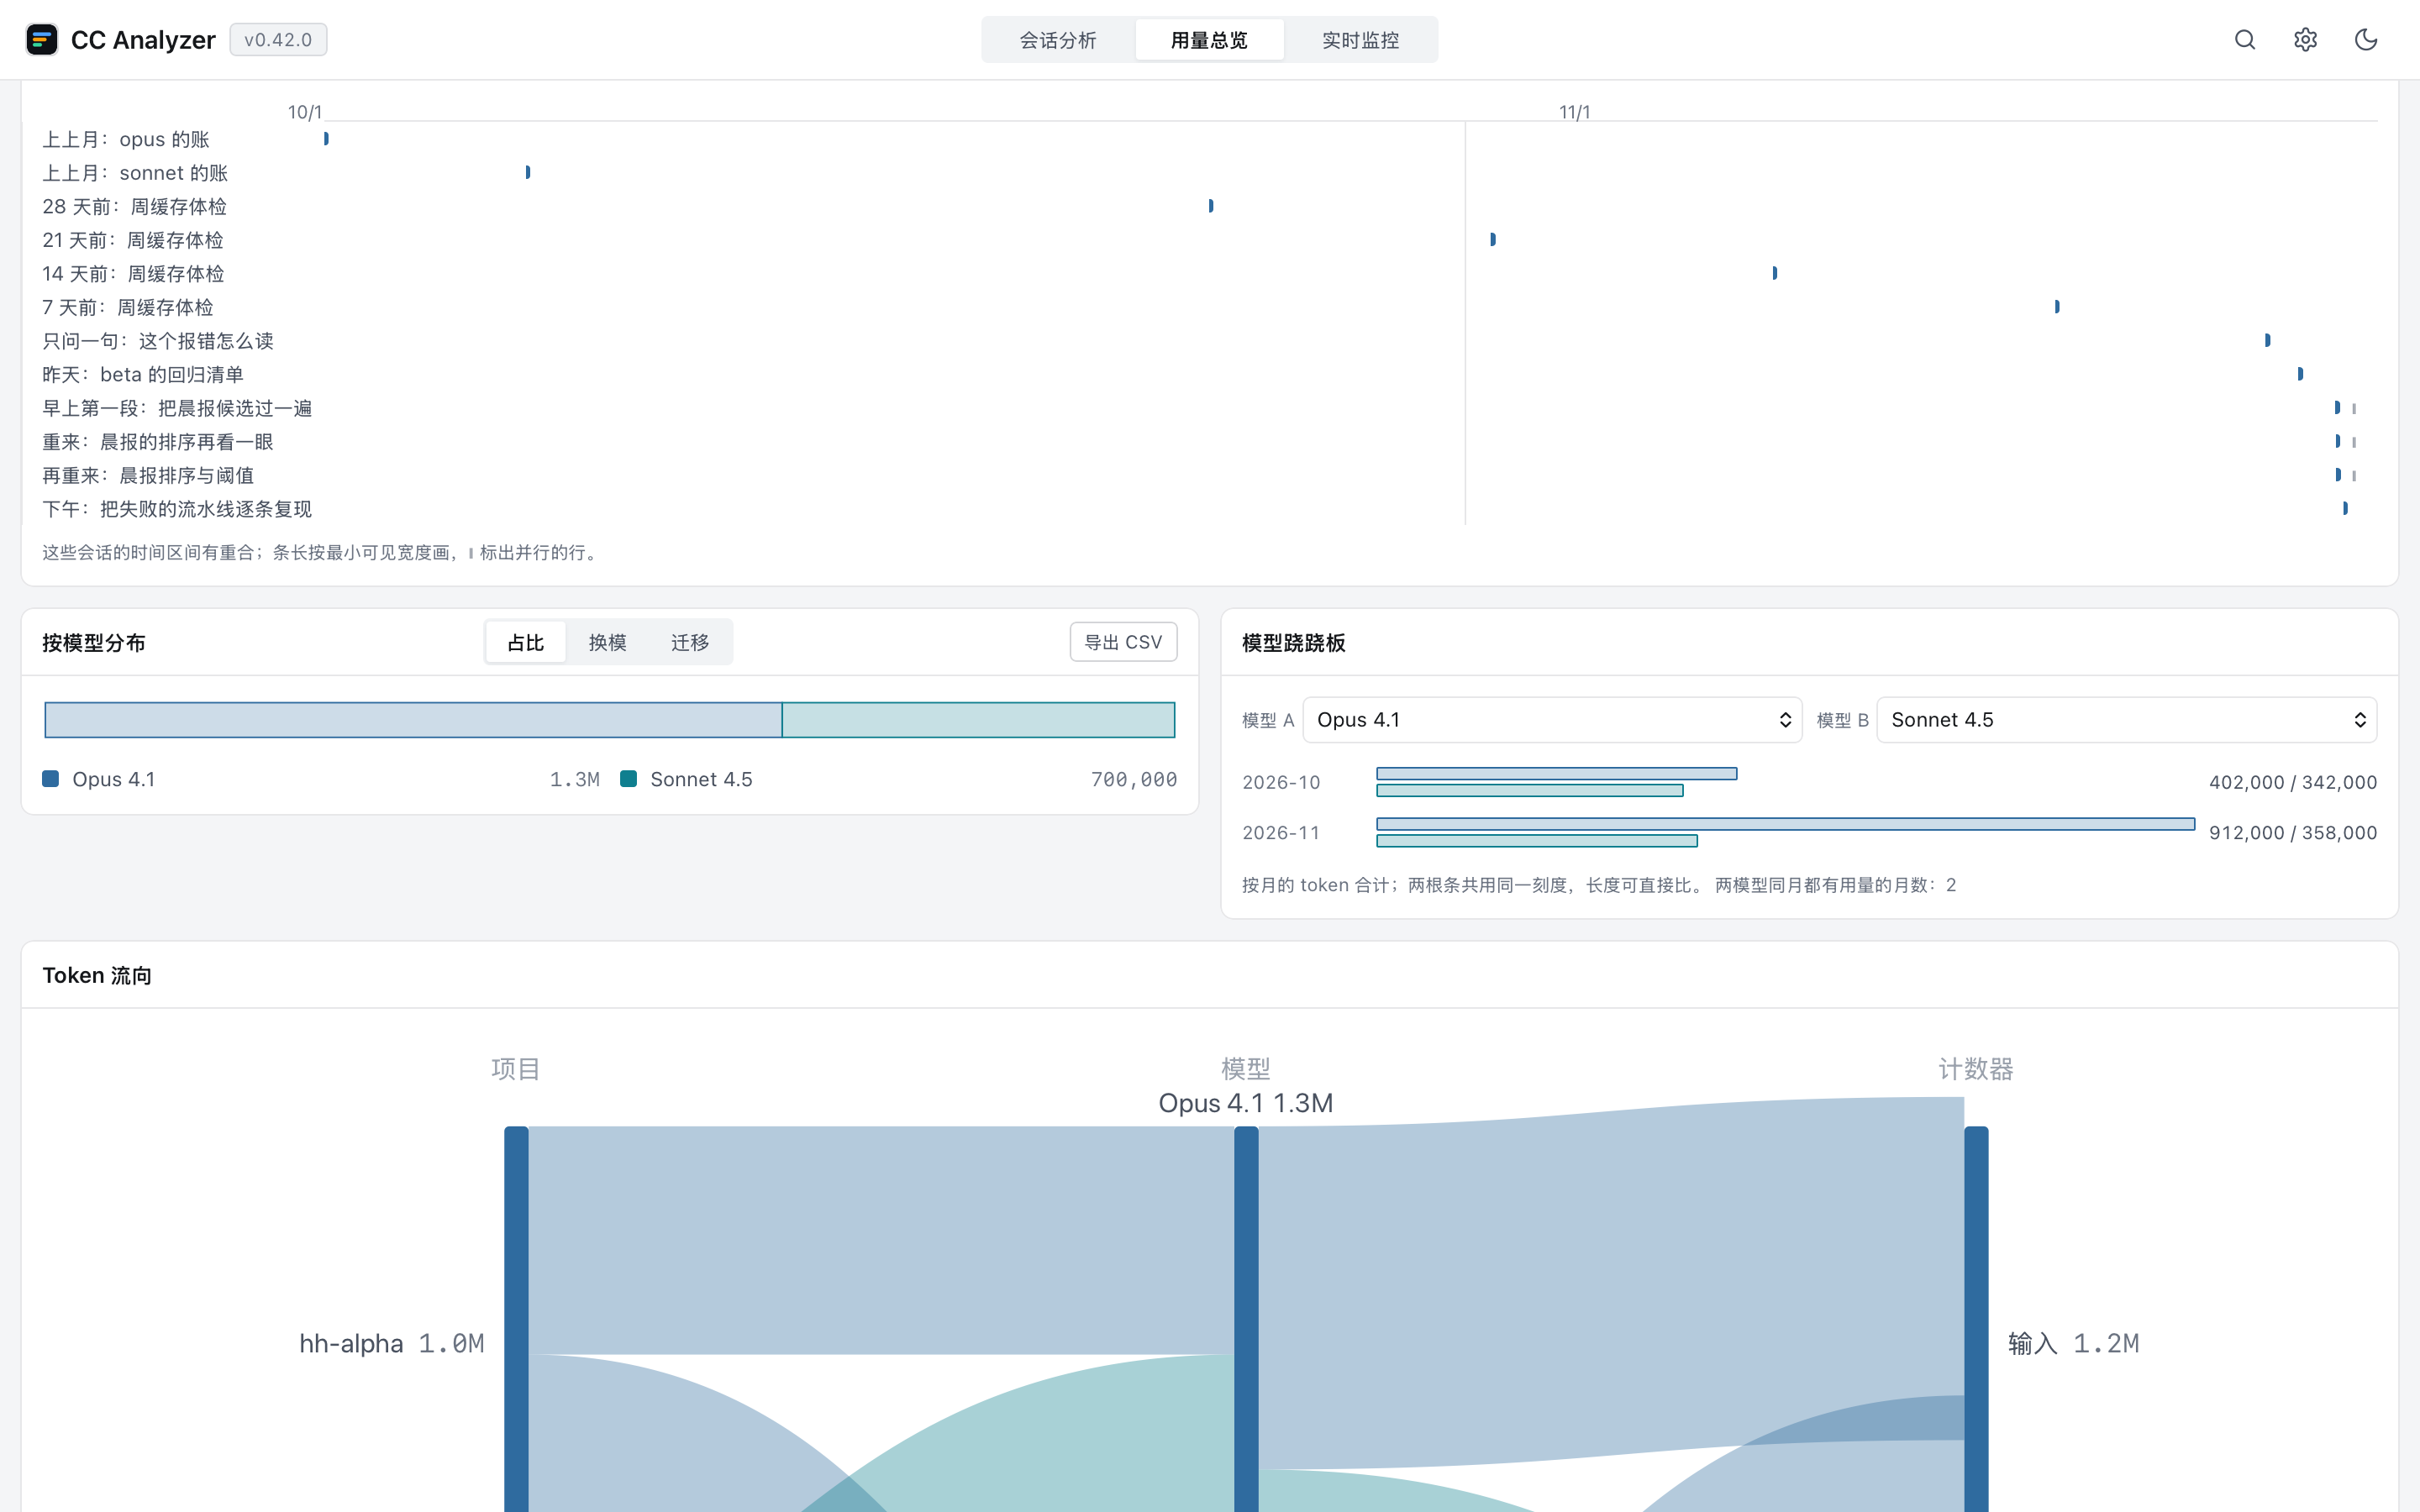 CC Analyzer v0.42.0 会话分析 用量总览 实时监控
10/1 11/1
上上月：opus 的账
上上月：sonnet 的账
28 天前：周缓存体检
21 天前：周缓存体检
14 天前：周缓存体检
7 天前：周缓存体检
只问一句：这个报错怎么读
昨天：beta 的回归清单
早上第一段：把晨报候选过一遍
重来：晨报的排序再看一眼
再重来：晨报排序与阈值
下午：把失败的流水线逐条复现
这些会话的时间区间有重合；条长按最小可见宽度画，‖ 标出并行的行。
按模型分布 占比 换模 迁移 导出 CSV
Opus 4.1 1.3M Sonnet 4.5 700,000
模型跷跷板
模型 A Opus 4.1 模型 B Sonnet 4.5
2026-10 402,000 / 342,000
2026-11 912,000 / 358,000
按月的 token 合计；两根条共用同一刻度，长度可直接比。 两模型同月都有用量的月数：2
Token 流向
项目 模型 计数器
Opus 4.1 1.3M
hh-alpha 1.0M 输入 1.2M